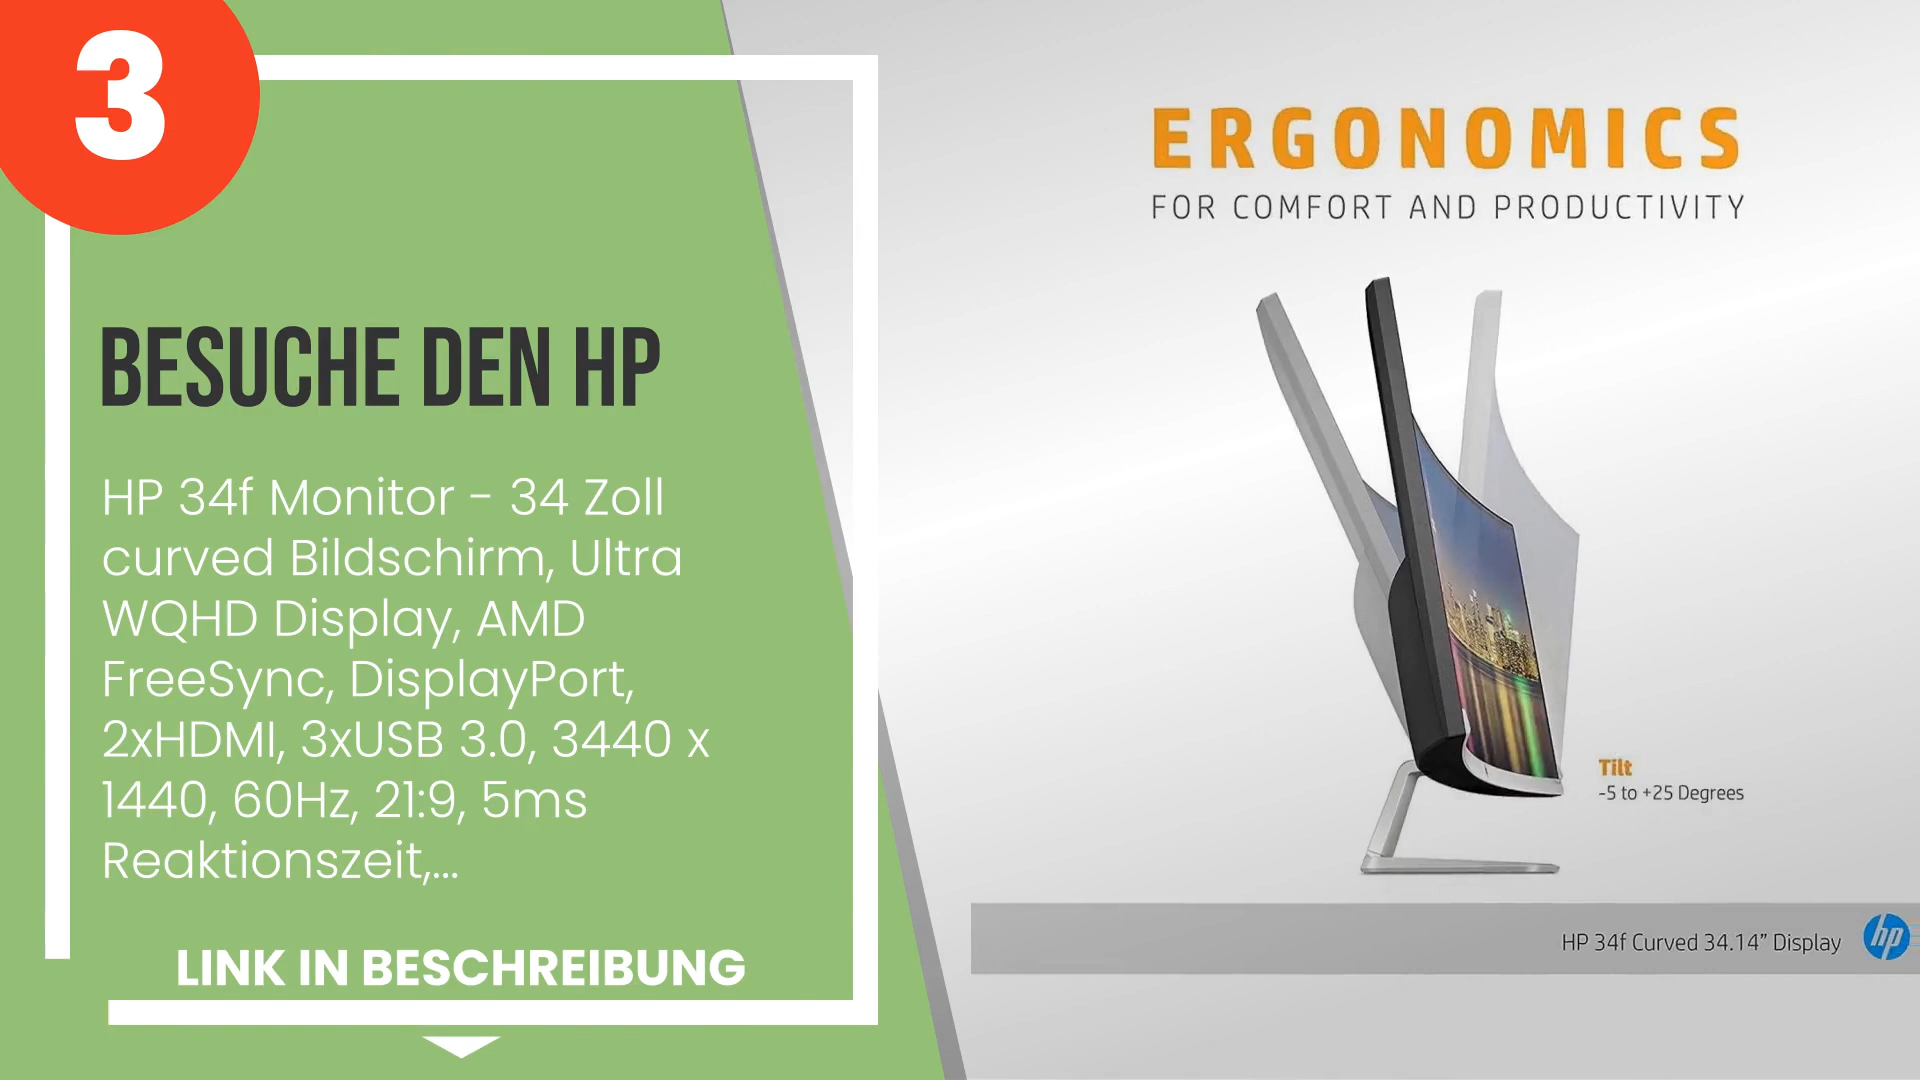 3
BESUCHE DEN HP
HP 34f Monitor - 34 Zoll
curved Bildschirm, Ultra
WQHD Display, AMD
FreeSync, DisplayPort,
2xHDMI, 3xUSB 3.0, 3440 x
1440, 60Hz, 21:9, 5ms
Reaktionszeit,...
LINK IN BESCHREIBUNG
ERGONOMICS
FOR COMFORT AND PRODUCTIVITY
Tilt
-5 to +25 Degrees
HP 34f Curved 34.14” Display
hp